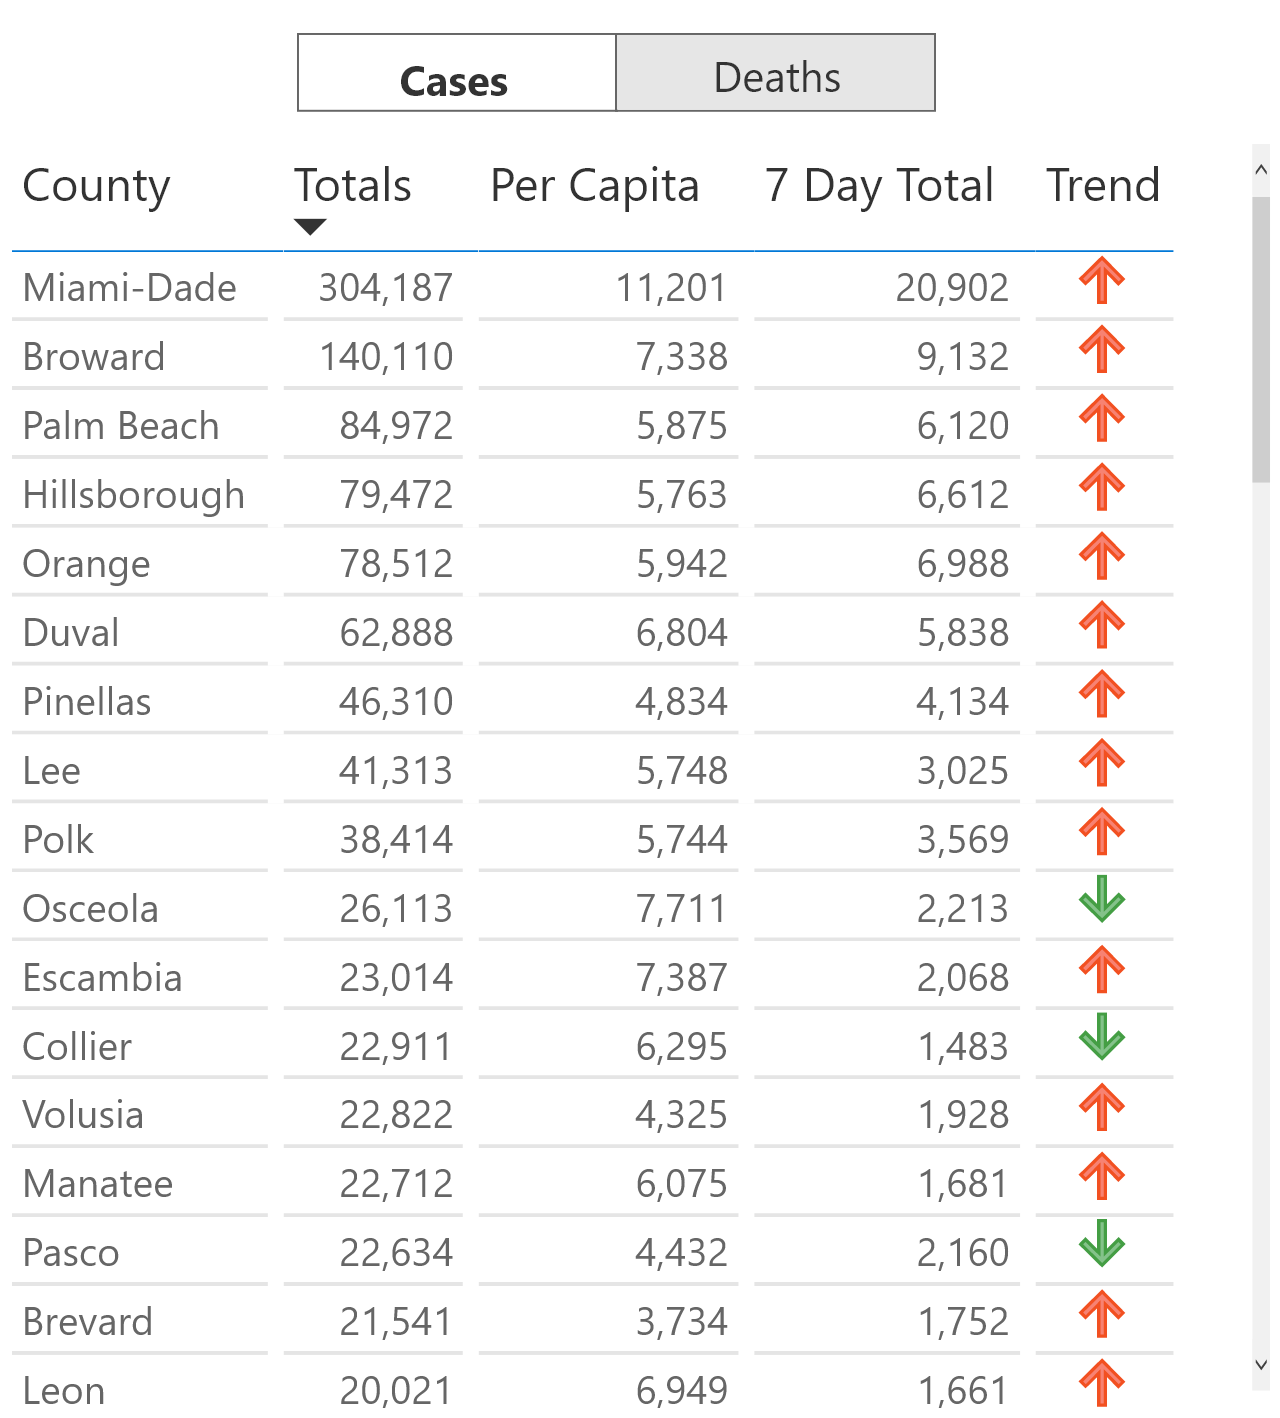 Cases Deaths
County Totals Per Capita 7 Day Total Trend
Miami-Dade 304,187 11,201 20,902
Broward 140,110 7,338 9,132
Palm Beach 84,972 5,875 6,120
Hillsborough 79,472 5,763 6,612
Orange 78,512 5,942 6,988
Duval 62,888 6,804 5,838
Pinellas 46,310 4,834 4,134
Lee 41,313 5,748 3,025
Polk 38,414 5,744 3,569
Osceola 26,113 7,711 2,213
Escambia 23,014 7,387 2,068
Collier 22,911 6,295 1,483
Volusia 22,822 4,325 1,928
Manatee 22,712 6,075 1,681
Pasco 22,634 4,432 2,160
Brevard 21,541 3,734 1,752
Leon 20,021 6,949 1,661